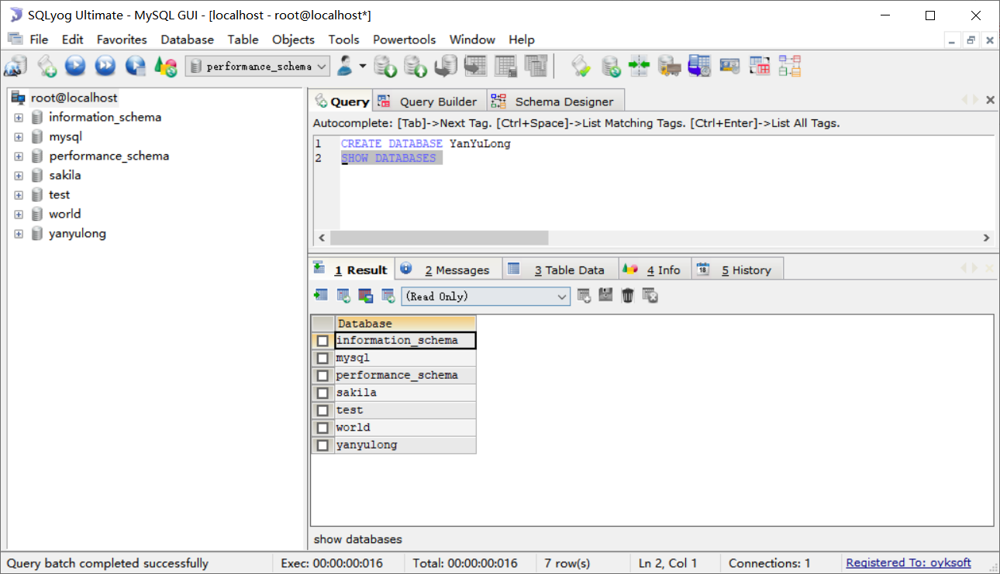 SQLyog Ultimate - MySQL GUI - [localhost - root@localhost*]
File Edit Favorites Database Table Objects Tools Powertools Window Help
performance_schema
root@localhost
information_schema
mysql
performance_schema
sakila
test
world
yanyulong
Query Query Builder Schema Designer
Autocomplete: [Tab]->Next Tag. [Ctrl+Space]->List Matching Tags. [Ctrl+Enter]->List All Tags.
1 CREATE DATABASE YanYuLong
2 SHOW DATABASES
1 Result 2 Messages 3 Table Data 4 Info 18 5 History
(Read Only)
Database
information_schema
mysql
performance_schema
sakila
test
world
yanyulong
show databases
Query batch completed successfully Exec: 00:00:00:016 Total: 00:00:00:016 7 row(s) Ln 2, Col 1 Connections: 1 Registered To: oyksoft